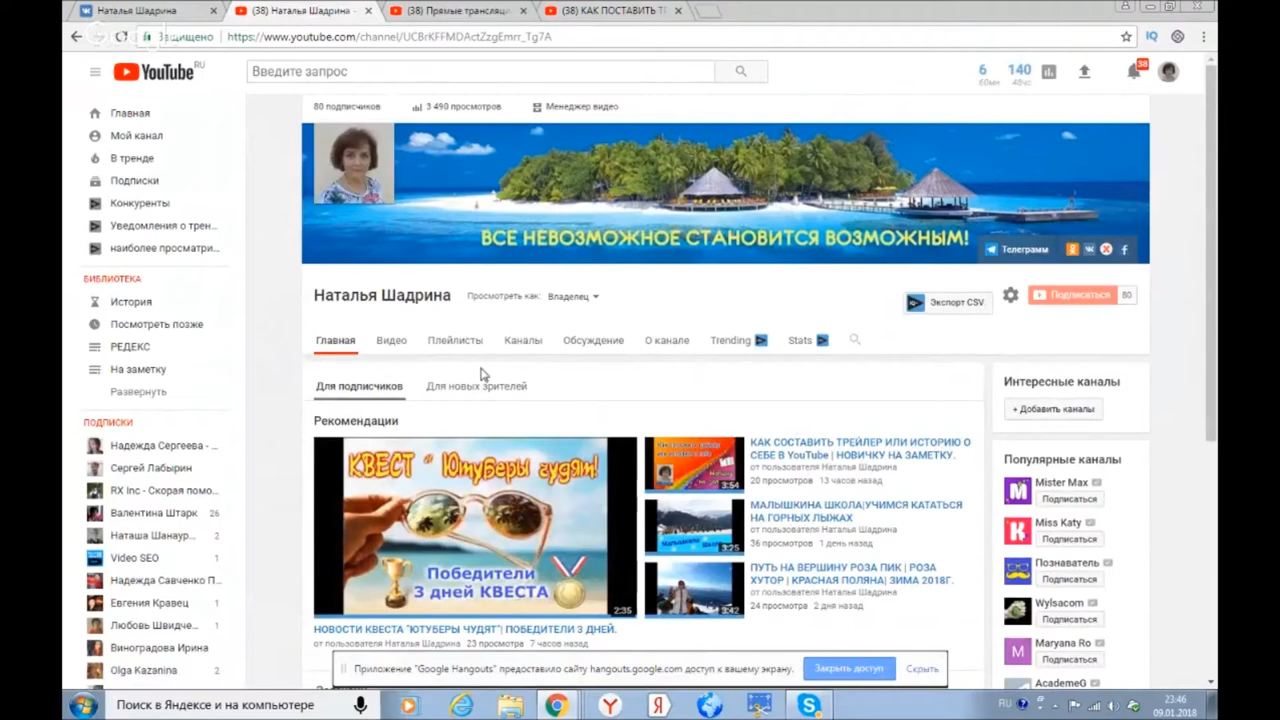 Наталья Шадрина
(38) Наталья Шадрина -
(38) Прямые трансляци
(38) КАК ПОСТАВИТЬ Т
Защищено
https://www.youtube.com/channel/UCBrKFFMDActZzgEmrr_Tg7A
IQ
YouTube RU
Введите запрос
6
60мн
140
48чс
38
Главная
Мой канал
В тренде
Подписки
Конкуренты
Уведомления о трен...
наиболее просматри...
БИБЛИОТЕКА
История
Посмотреть позже
РЕДЕКС
На заметку
Развернуть
ПОДПИСКИ
Надежда Сергеева - ...
Сергей Лабырин
RX Inc - Скорая помо...
Валентина Штарк 26
Наташа Шанаур... 2
Video SEO 2
Надежда Савченко П...
Евгения Кравец 1
Любовь Швидче... 1
Виноградова Ирина
Olga Kazanina 1
80 подписчиков
3 490 просмотров
Менеджер видео
ВСЕ НЕВОЗМОЖНОЕ СТАНОВИТСЯ ВОЗМОЖНЫМ!
Телеграмм
Наталья Шадрина
Просмотреть как: Владелец
Экспорт CSV
Подписаться 80
Главная Видео Плейлисты Каналы Обсуждение О канале Trending Stats
Для подписчиков Для новых зрителей
Рекомендации
КВЕСТ " Ютуберы гудят!
Победители
3 дней КВЕСТА
2:35
НОВОСТИ КВЕСТА "ЮТУБЕРЫ ЧУДЯТ"| ПОБЕДИТЕЛИ 3 ДНЕЙ.
от пользователя Наталья Шадрина 23 просмотра 7 часов назад
3:54
КАК СОСТАВИТЬ ТРЕЙЛЕР ИЛИ ИСТОРИЮ О
СЕБЕ В YouTube | НОВИЧКУ НА ЗАМЕТКУ.
от пользователя Наталья Шадрина
20 просмотров 13 часов назад
Малышкина Школа
3:25
МАЛЫШКИНА ШКОЛА|УЧИМСЯ КАТАТЬСЯ
НА ГОРНЫХ ЛЫЖАХ
от пользователя Наталья Шадрина
36 просмотров 1 день назад
3:42
ПУТЬ НА ВЕРШИНУ РОЗА ПИК | РОЗА
ХУТОР | КРАСНАЯ ПОЛЯНА| ЗИМА 2018Г.
от пользователя Наталья Шадрина
24 просмотра 2 дня назад
Интересные каналы
+ Добавить каналы
Популярные каналы
Mister Max
Подписаться
Miss Katy
Подписаться
Познаватель
Подписаться
Wylsacom
Подписаться
Maryana Ro
Подписаться
AcademeG
Приложение "Google Hangouts" предоставило сайту hangouts.google.com доступ к вашему экрану.
Закрыть доступ
Скрыть
Поиск в Яндексе и на компьютере
RU
23:46
09.01.2018